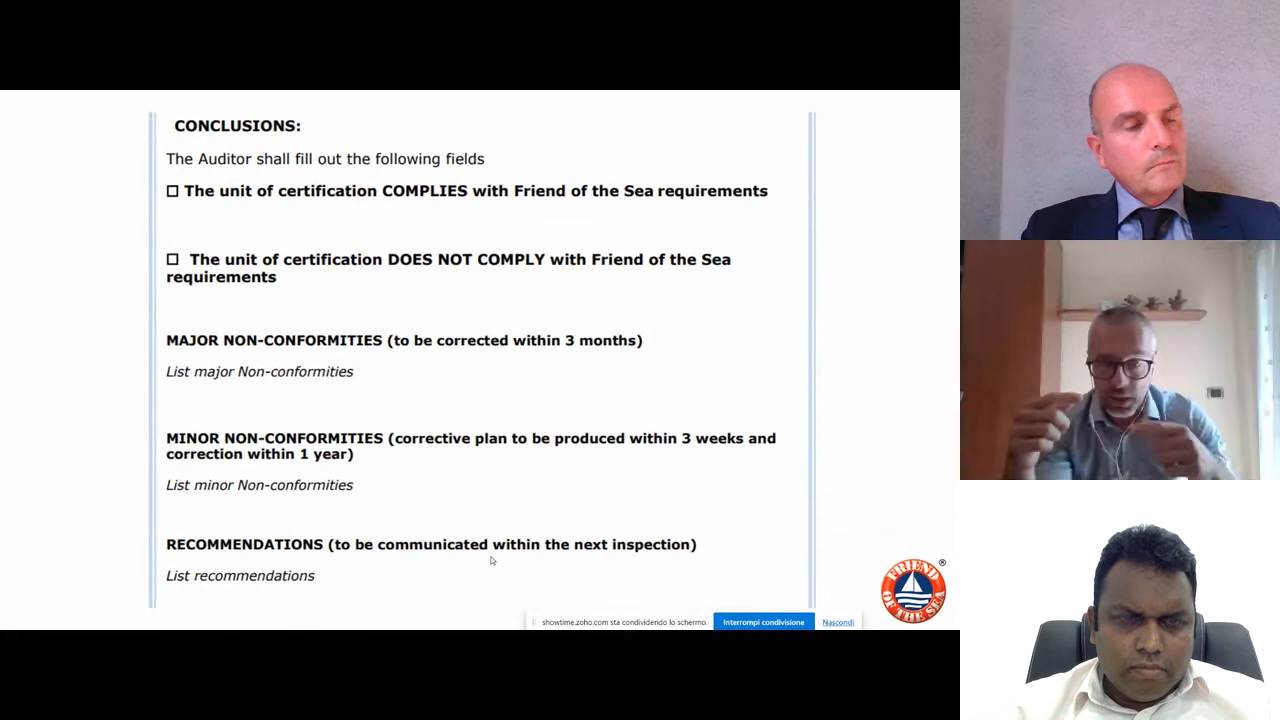 CONCLUSIONS:
The Auditor shall fill out the following fields
☐ The unit of certification COMPLIES with Friend of the Sea requirements
☐ The unit of certification DOES NOT COMPLY with Friend of the Sea
requirements
MAJOR NON-CONFORMITIES (to be corrected within 3 months)
List major Non-conformities
MINOR NON-CONFORMITIES (corrective plan to be produced within 3 weeks and
correction within 1 year)
List minor Non-conformities
RECOMMENDATIONS (to be communicated within the next inspection)
List recommendations
FRIEND
OF THE SEA
®
showtime.zoho.com sta condividendo lo schermo. Interrompi condivisione Nascondi